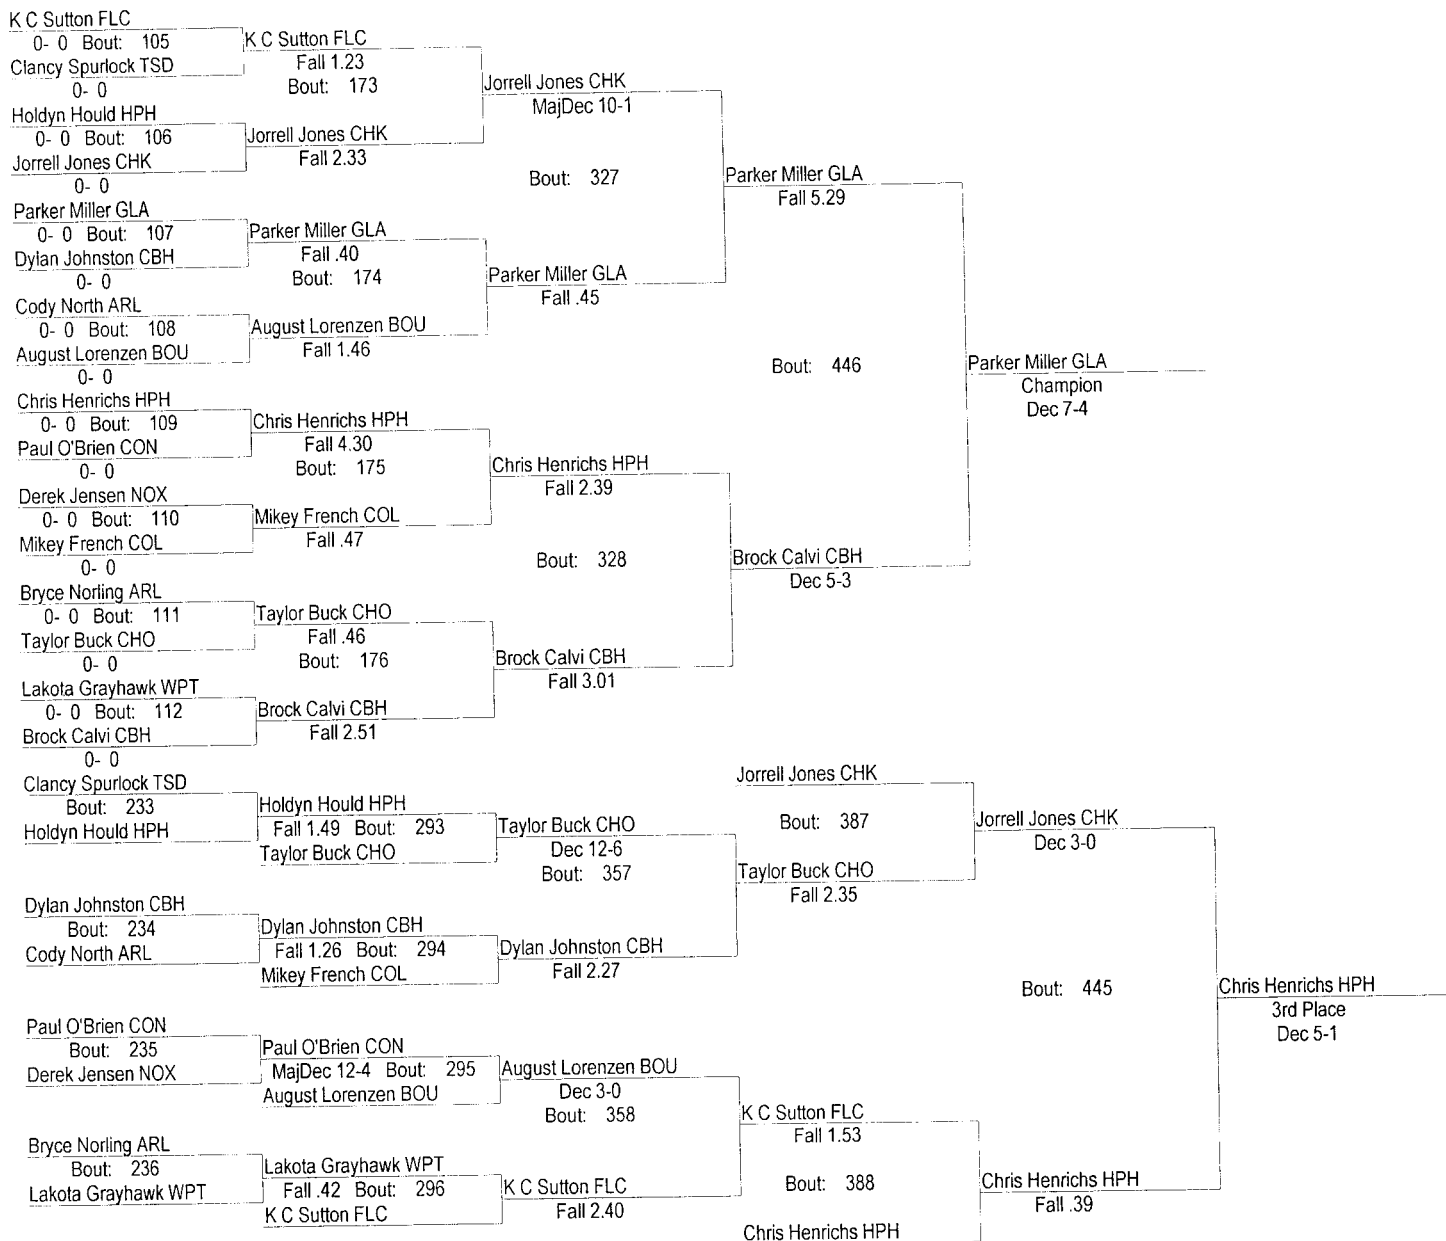 K C Sutton FLC
0- 0 Bout: 105
Clancy Spurlock TSD
0- 0
Holdyn Hould HPH
0- 0 Bout: 106
Jorrell Jones CHK
0- 0
Parker Miller GLA
0- 0 Bout: 107
Dylan Johnston CBH
0- 0
Cody North ARL
0- 0 Bout: 108
August Lorenzen BOU
0- 0
Chris Henrichs HPH
0- 0 Bout: 109
Paul O'Brien CON
0- 0
Derek Jensen NOX
0- 0 Bout: 110
Mikey French COL
0- 0
Bryce Norling ARL
0- 0 Bout: 111
Taylor Buck CHO
0- 0
Lakota Grayhawk WPT
0- 0 Bout: 112
Brock Calvi CBH
0- 0
K C Sutton FLC
Fall 1.23
Bout: 173
Jorrell Jones CHK
Fall 2.33
Parker Miller GLA
Fall .40
Bout: 174
August Lorenzen BOU
Fall 1.46
Chris Henrichs HPH
Fall 4.30
Bout: 175
Mikey French COL
Fall .47
Taylor Buck CHO
Fall .46
Bout: 176
Brock Calvi CBH
Fall 2.51
Jorrell Jones CHK
MajDec 10-1
Bout: 327
Parker Miller GLA
Fall .45
Chris Henrichs HPH
Fall 2.39
Bout: 328
Brock Calvi CBH
Fall 3.01
Parker Miller GLA
Fall 5.29
Bout: 446
Brock Calvi CBH
Dec 5-3
Parker Miller GLA
Champion
Dec 7-4
Clancy Spurlock TSD
Bout: 233
Holdyn Hould HPH
Dylan Johnston CBH
Bout: 234
Cody North ARL
Paul O'Brien CON
Bout: 235
Derek Jensen NOX
Bryce Norling ARL
Bout: 236
Lakota Grayhawk WPT
Holdyn Hould HPH
Fall 1.49 Bout: 293
Taylor Buck CHO
Dylan Johnston CBH
Fall 1.26 Bout: 294
Mikey French COL
Paul O'Brien CON
MajDec 12-4 Bout: 295
August Lorenzen BOU
Lakota Grayhawk WPT
Fall .42 Bout: 296
K C Sutton FLC
Taylor Buck CHO
Dec 12-6
Bout: 357
Dylan Johnston CBH
Fall 2.27
August Lorenzen BOU
Dec 3-0
Bout: 358
K C Sutton FLC
Fall 2.40
Jorrell Jones CHK
Bout: 387
Taylor Buck CHO
Fall 2.35
K C Sutton FLC
Fall 1.53
Bout: 388
Chris Henrichs HPH
Jorrell Jones CHK
Dec 3-0
Bout: 445
Chris Henrichs HPH
Fall .39
Chris Henrichs HPH
3rd Place
Dec 5-1